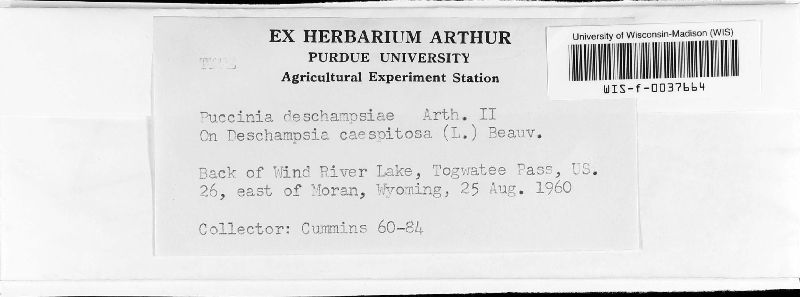 EX HERBARIUM ARTHUR
PURDUE UNIVERSITY
Agricultural Experiment Station
Puccinia deschampsiae Arth. II
On Deschampsia caespitosa (L.) Beauv.
Back of Wind River Lake, Togwatee Pass, US.
26, east of Moran, Wyoming, 25 Aug. 1960
Collector: Cummins 60-84
University of Wisconsin-Madison (WIS)
WIS-f-0037664